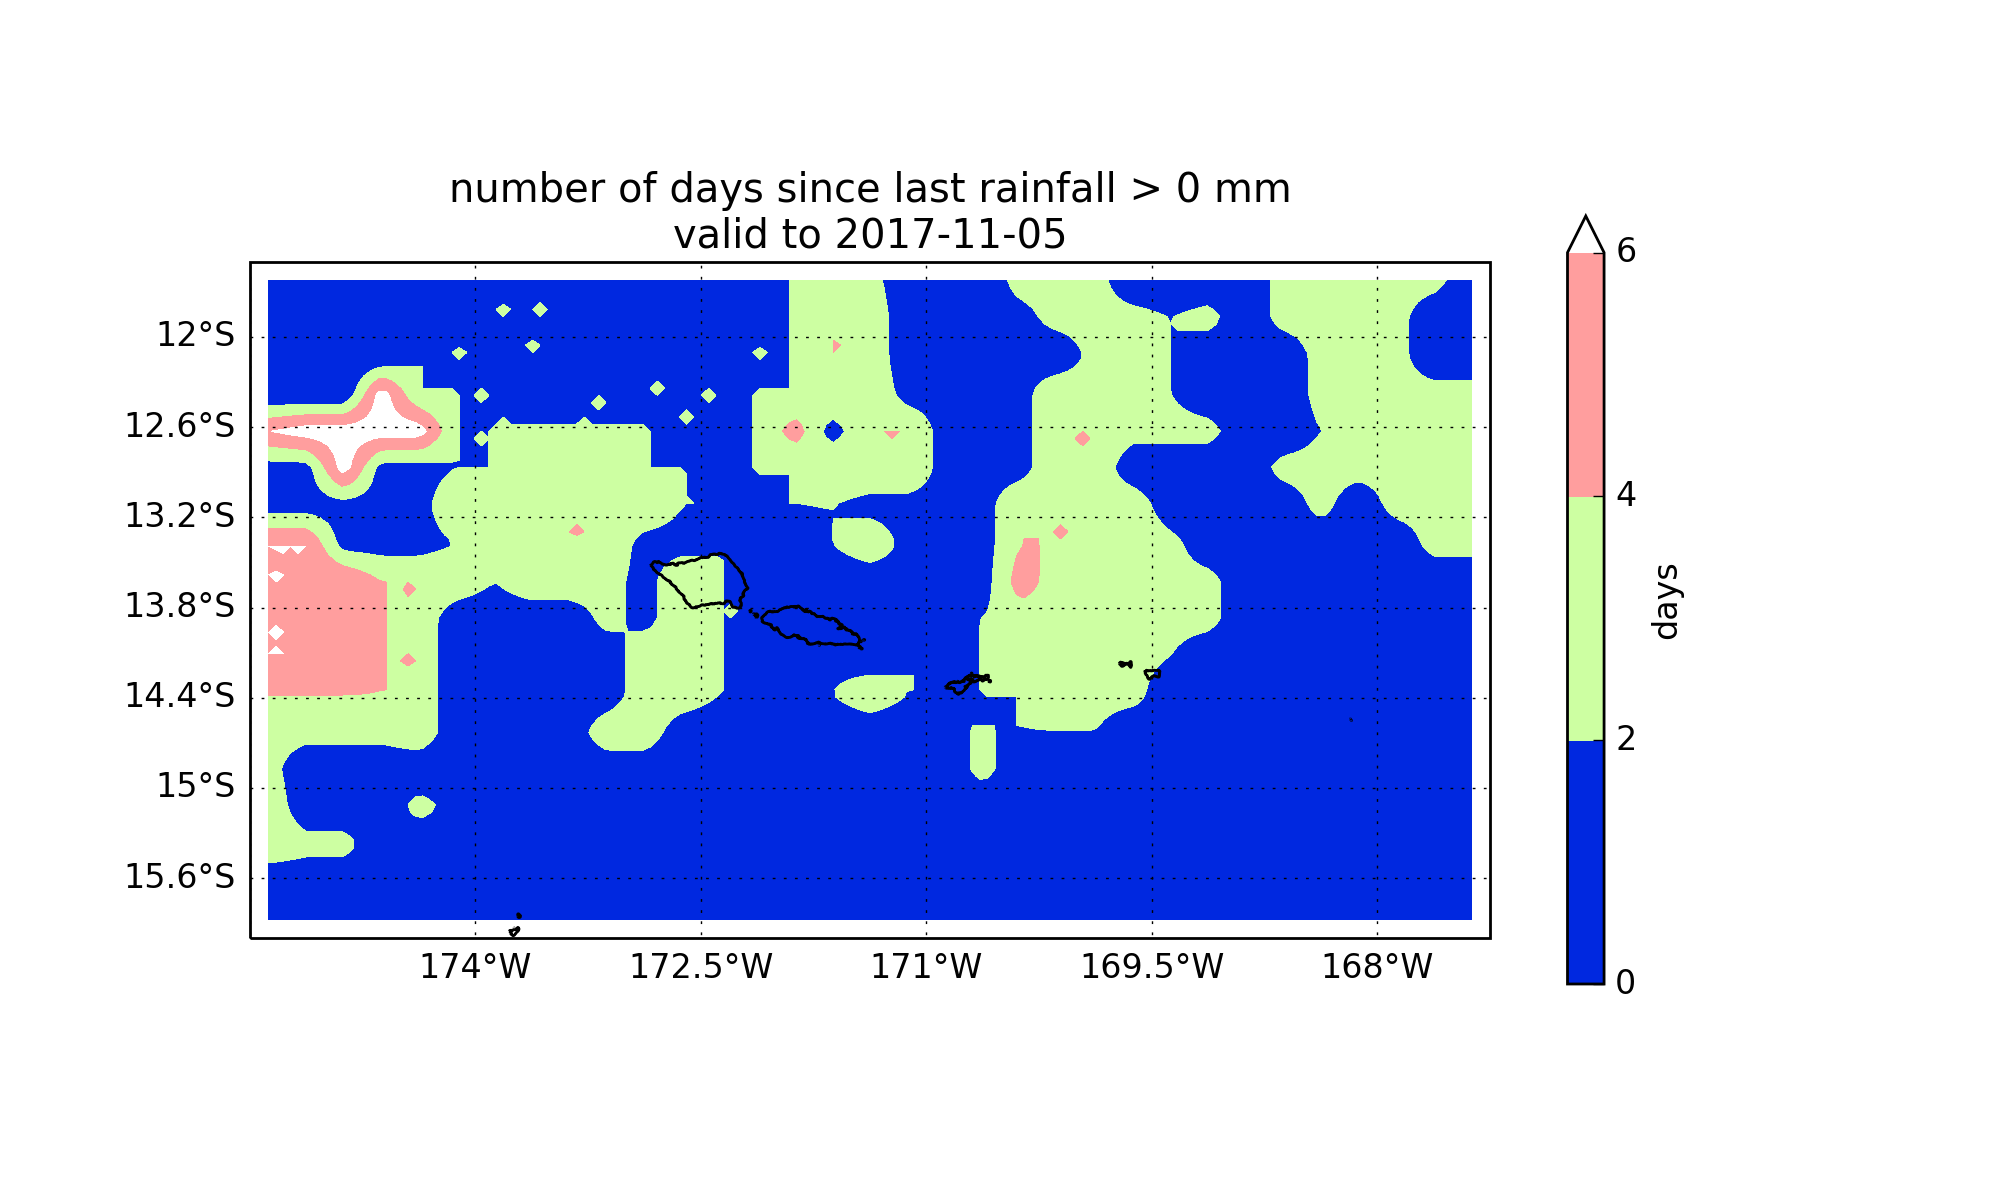 number of days since last rainfall > 0 mm
valid to 2017-11-05
12°S
12.6°S
13.2°S
13.8°S
14.4°S
15°S
15.6°S
174°W
172.5°W
171°W
169.5°W
168°W
6
4
2
0
days